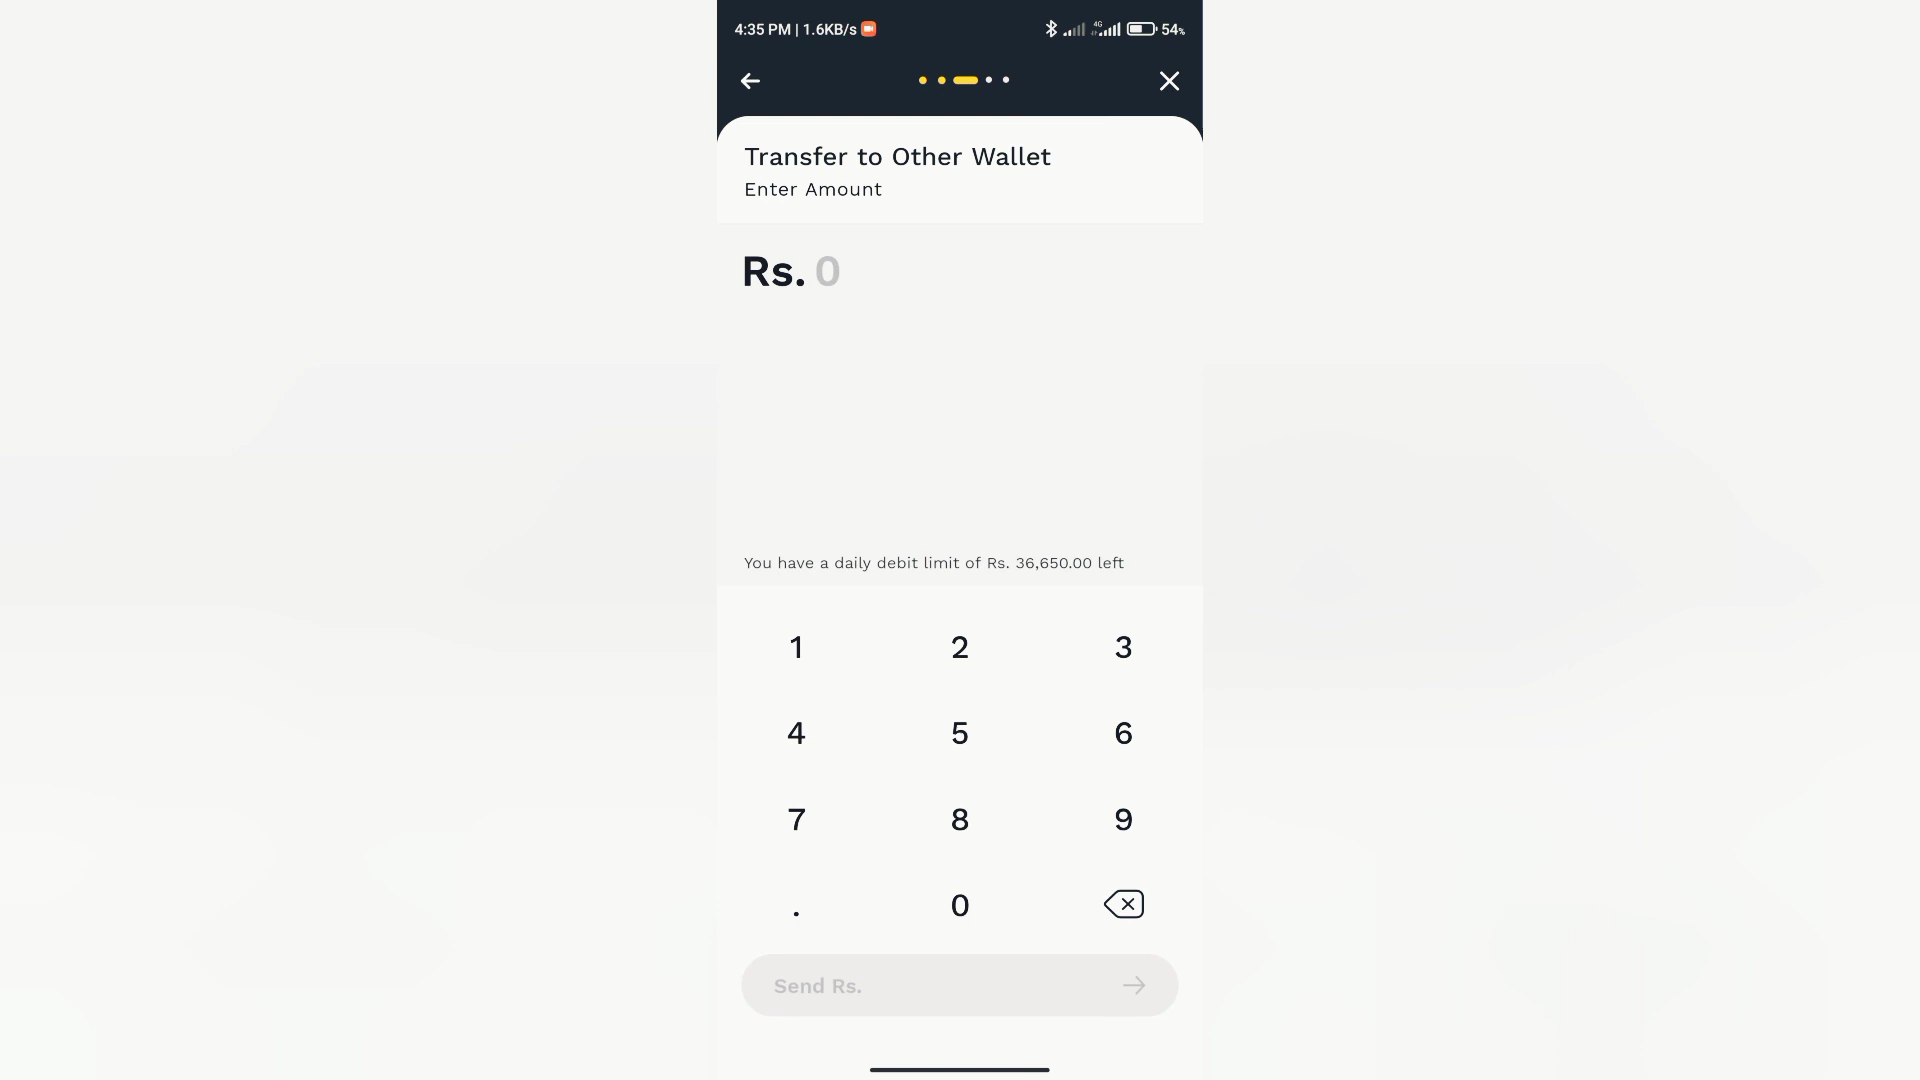 4:35 PM | 1.6KB/s
4G
54%
Transfer to Other Wallet
Enter Amount
Rs. 0
You have a daily debit limit of Rs. 36,650.00 left
1 2 3
4 5 6
7 8 9
. 0
Send Rs.